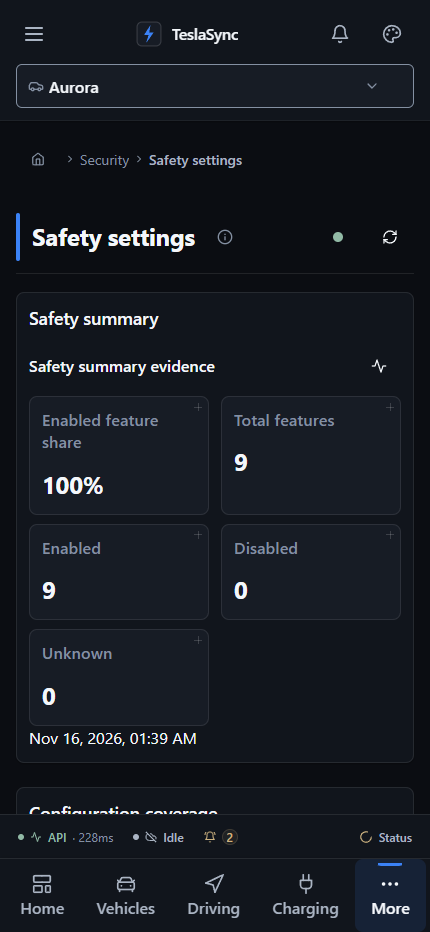 TeslaSync
Aurora
Security
Safety settings
Safety settings
Safety summary
Safety summary evidence
Enabled feature
share
100%
Total features
9
Enabled
9
Disabled
0
Unknown
0
Nov 16, 2026, 01:39 AM
Configuration coverage
API · 228ms
Idle
2
Status
Home
Vehicles
Driving
Charging
More